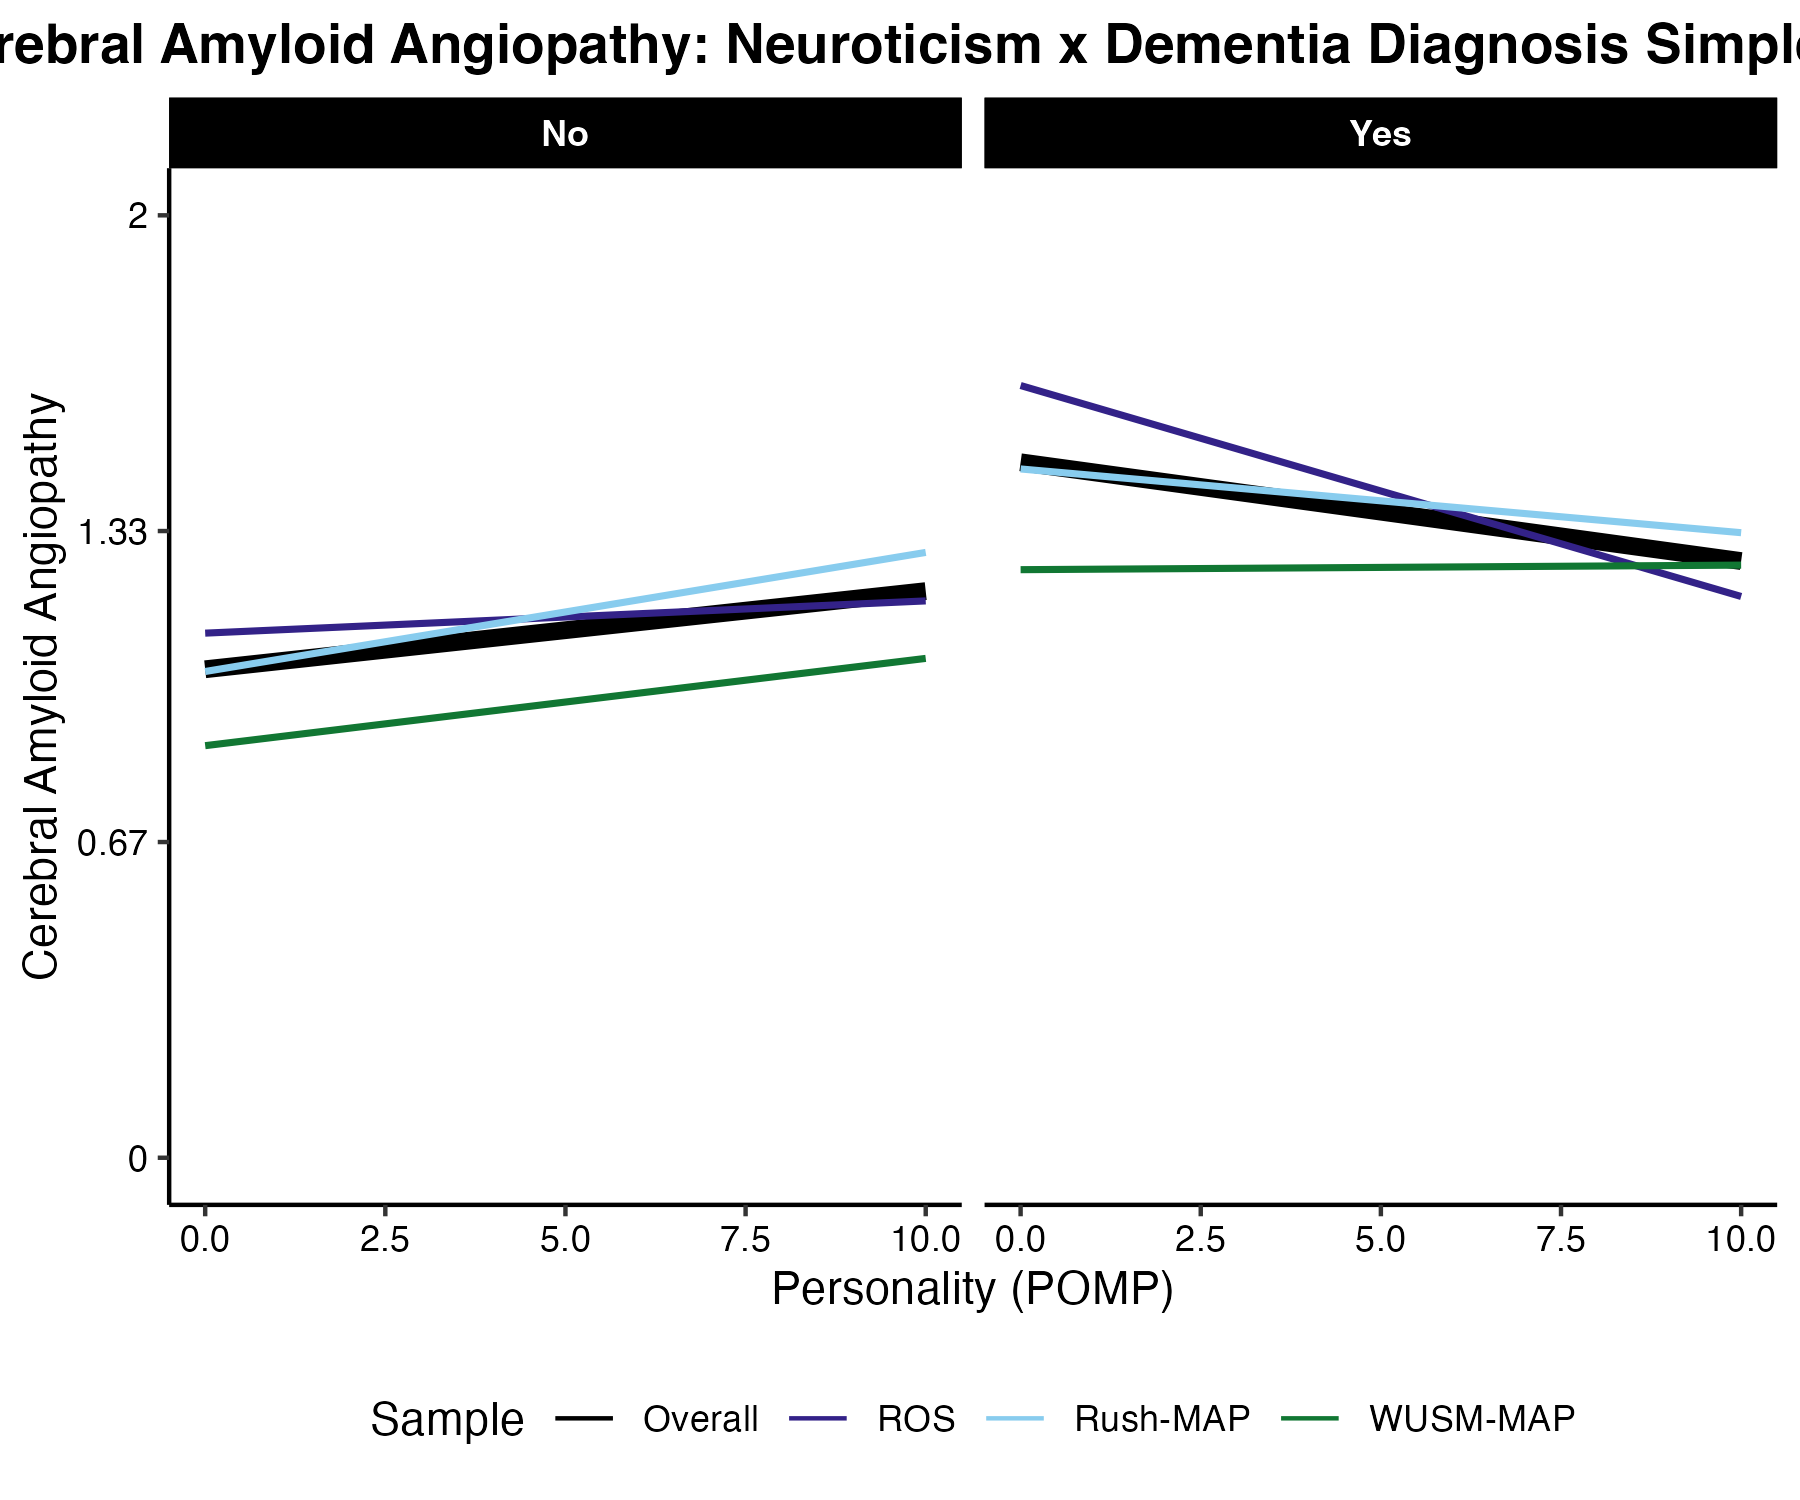 rebral Amyloid Angiopathy: Neuroticism x Dementia Diagnosis Simple
No Yes
Cerebral Amyloid Angiopathy
2
1.33
0.67
0
0.0 2.5 5.0 7.5 10.0 0.0 2.5 5.0 7.5 10.0
Personality (POMP)
Sample Overall ROS Rush-MAP WUSM-MAP